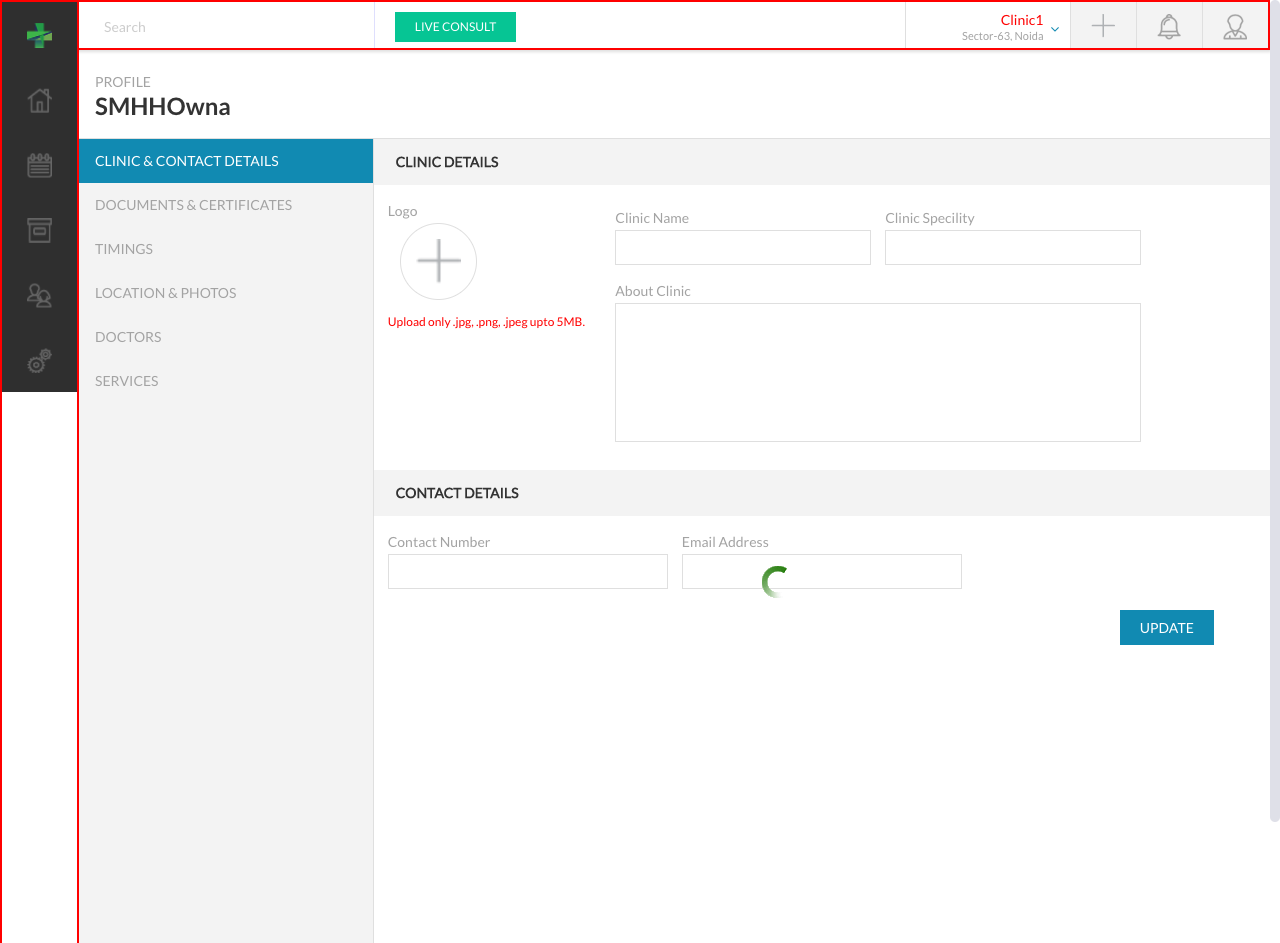 Search
LIVE CONSULT
Clinic1
Sector-63, Noida
PROFILE
SMHHOwna
CLINIC & CONTACT DETAILS
DOCUMENTS & CERTIFICATES
TIMINGS
LOCATION & PHOTOS
DOCTORS
SERVICES
CLINIC DETAILS
Logo
Upload only .jpg, .png, .jpeg upto 5MB.
Clinic Name
Clinic Specility
About Clinic
CONTACT DETAILS
Contact Number
Email Address
UPDATE